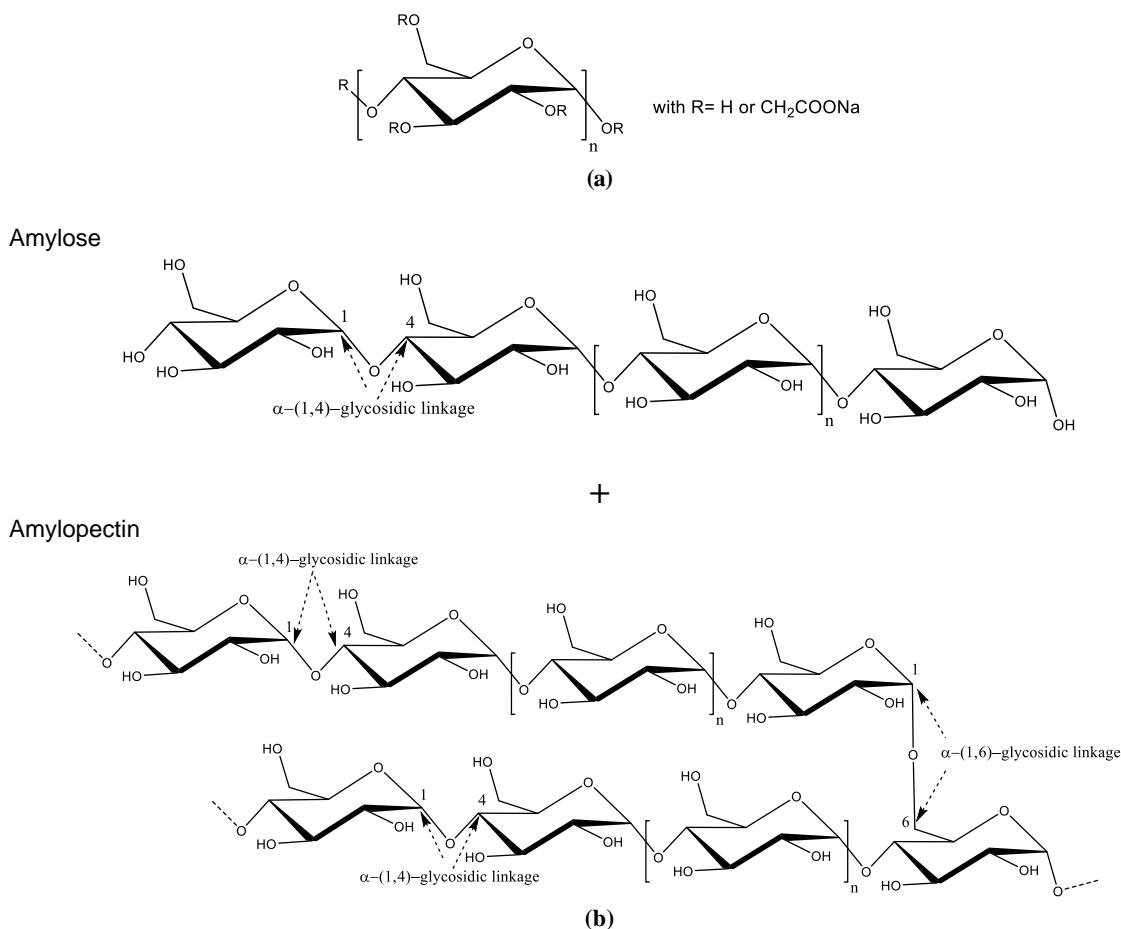 RO
O
R
O
RO
OR
OR
n
with R= H or CH₂COONa
(a)
Amylose
HO
O
1
HO
HO
OH
O
HO
4
O
HO
OH
α–(1,4)–glycosidic linkage
O
HO
O
HO
OH
n
O
HO
O
HO
OH
OH
+
Amylopectin
α–(1,4)–glycosidic linkage
HO
O
1
O
HO
OH
O
HO
4
O
HO
OH
O
HO
O
HO
OH
n
O
HO
O
1
HO
OH
O
α–(1,6)–glycosidic linkage
HO
O
1
O
HO
OH
O
HO
4
O
HO
OH
α–(1,4)–glycosidic linkage
O
HO
O
HO
OH
n
O
6
O
HO
OH
O
(b)